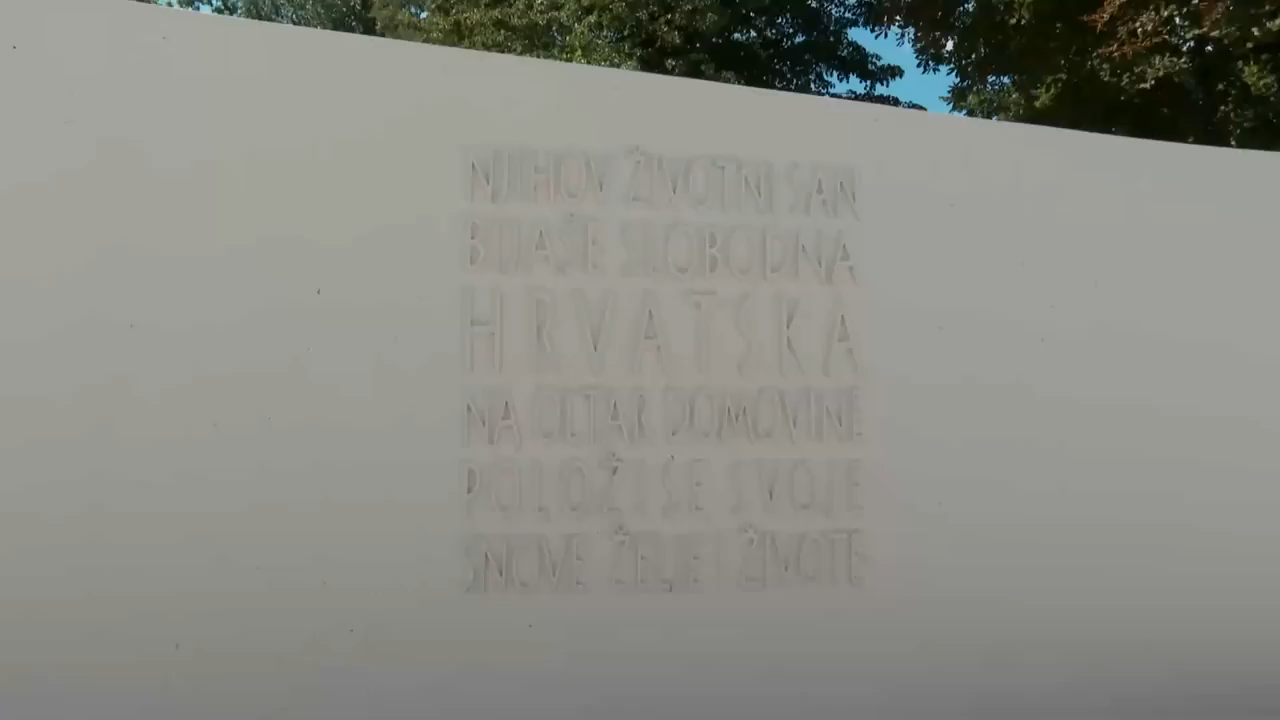 NJIHOV ŽIVOTNI SAN
BIJAŠE SLOBODNA
HRVATSKA
NA OLTAR DOMOVINE
POLOŽIŠE SVOJE
SNOVE ŽELJE I ŽIVOTE